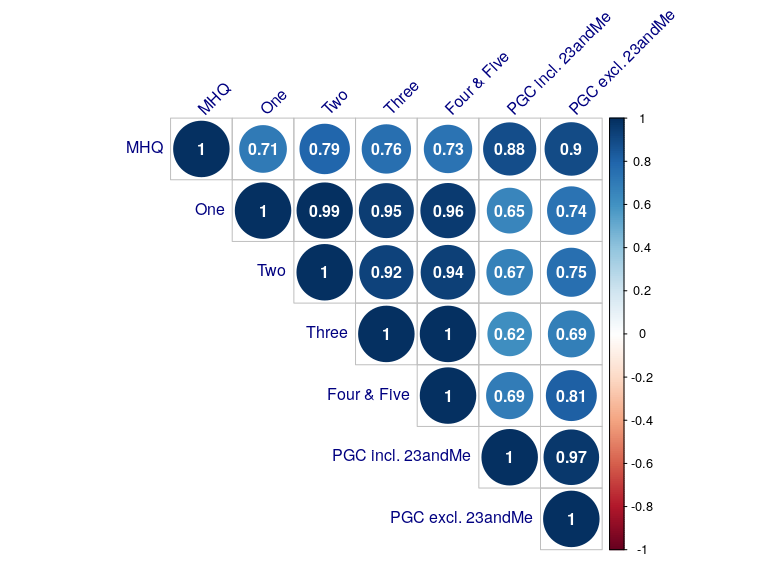 MHQ
One
Two
Three
Four & Five
PGC incl. 23andMe
PGC excl. 23andMe
MHQ 1 0.71 0.79 0.76 0.73 0.88 0.9
One 1 0.99 0.95 0.96 0.65 0.74
Two 1 0.92 0.94 0.67 0.75
Three 1 1 0.62 0.69
Four & Five 1 0.69 0.81
PGC incl. 23andMe 1 0.97
PGC excl. 23andMe 1
1
0.8
0.6
0.4
0.2
0
-0.2
-0.4
-0.6
-0.8
-1